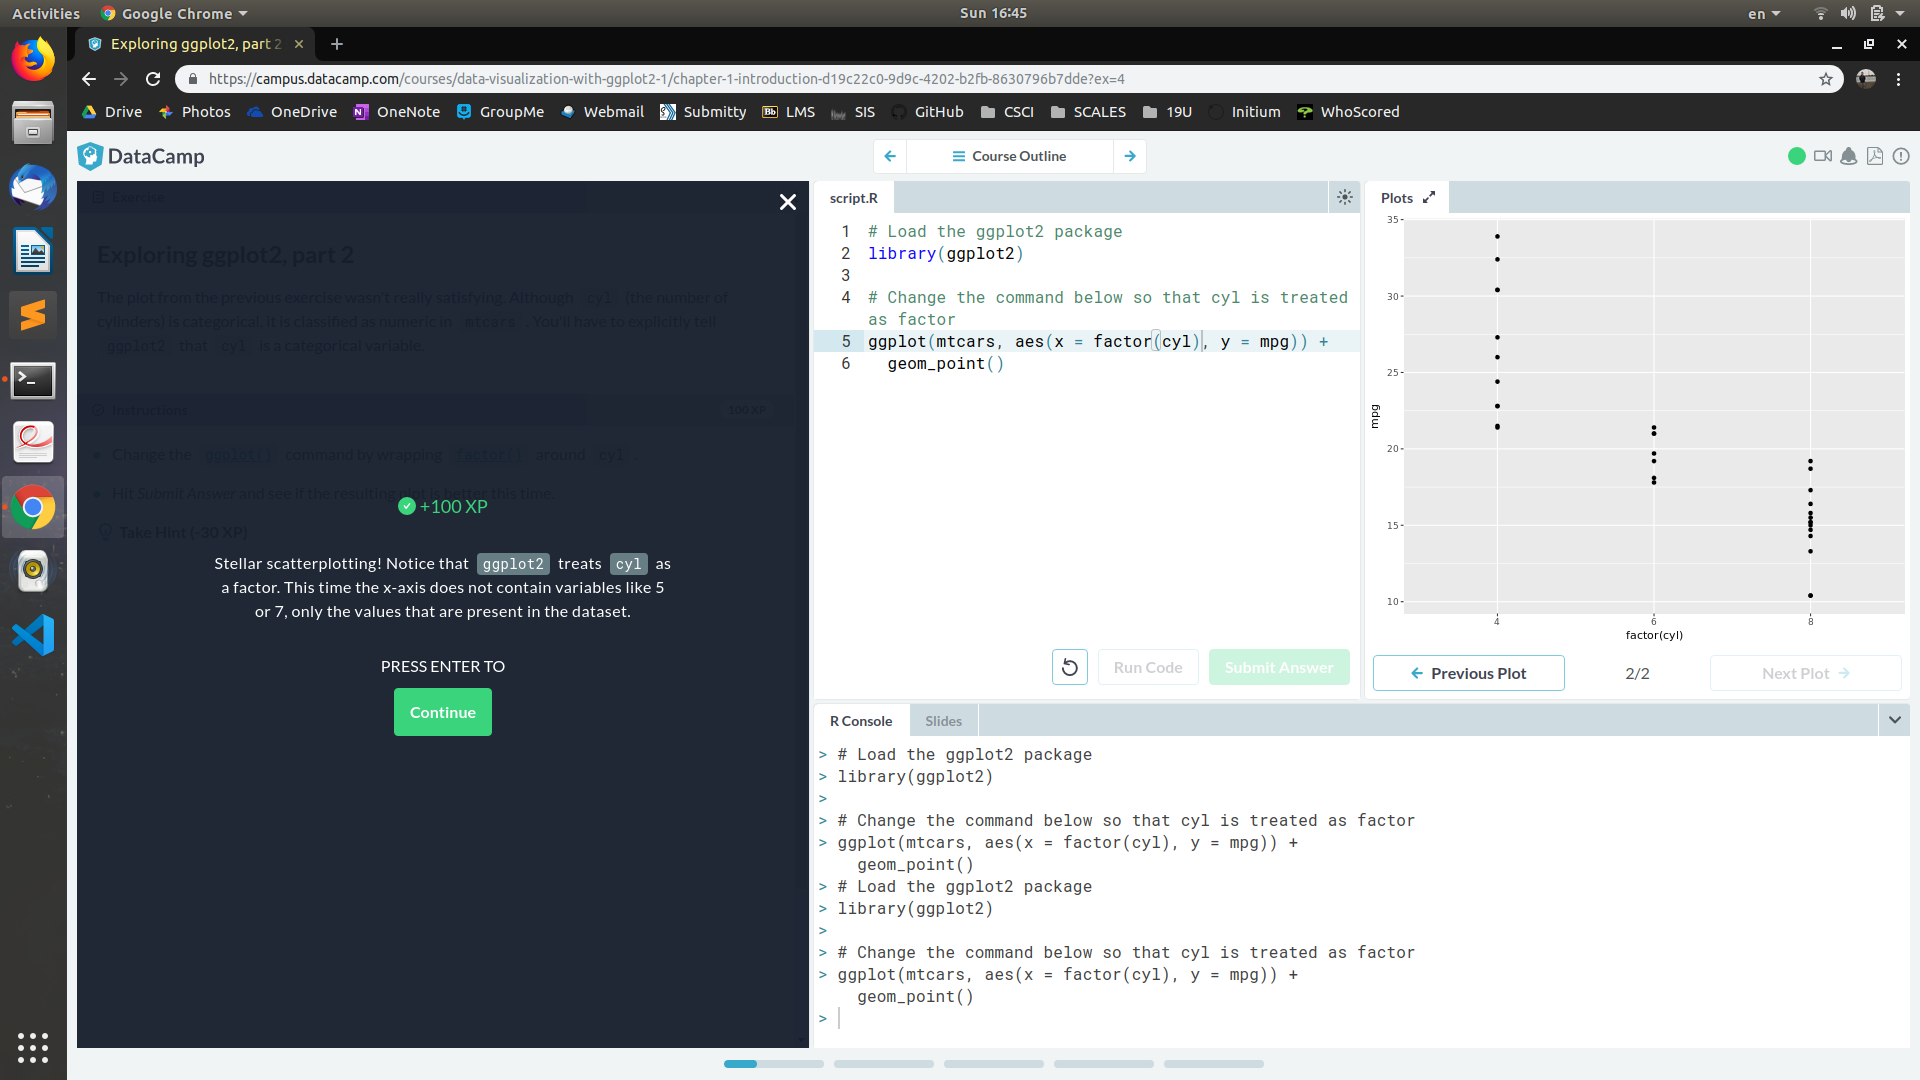 Activities
Google Chrome
Sun 16:45
en
Exploring ggplot2, part 2
https://campus.datacamp.com/courses/data-visualization-with-ggplot2-1/chapter-1-introduction-d19c22c0-9d9c-4202-b2fb-8630796b7dde?ex=4
Drive
Photos
OneDrive
OneNote
GroupMe
Webmail
Submitty
Bb LMS
SIS
GitHub
CSCI
SCALES
19U
Initium
WhoScored
DataCamp
Course Outline
Exercise
Exploring ggplot2, part 2
The plot from the previous exercise wasn't really satisfying. Although cyl (the number of
cylinders) is categorical, it is classified as numeric in mtcars . You'll have to explicitly tell
ggplot2 that cyl is a categorical variable.
Instructions
100 XP
Change the ggplot() command by wrapping factor() around cyl .
Hit Submit Answer and see if the resulting plot is better this time.
Take Hint (-30 XP)
+100 XP
Stellar scatterplotting! Notice that ggplot2 treats cyl as
a factor. This time the x-axis does not contain variables like 5
or 7, only the values that are present in the dataset.
PRESS ENTER TO
Continue
script.R
1 # Load the ggplot2 package
2 library(ggplot2)
3
4 # Change the command below so that cyl is treated
as factor
5 ggplot(mtcars, aes(x = factor(cyl), y = mpg)) +
6 geom_point()
Run Code
Submit Answer
Plots
35
30
25
20
15
10
mpg
4
6
8
factor(cyl)
Previous Plot
2/2
Next Plot
R Console
Slides
> # Load the ggplot2 package
> library(ggplot2)
>
> # Change the command below so that cyl is treated as factor
> ggplot(mtcars, aes(x = factor(cyl), y = mpg)) +
geom_point()
> # Load the ggplot2 package
> library(ggplot2)
>
> # Change the command below so that cyl is treated as factor
> ggplot(mtcars, aes(x = factor(cyl), y = mpg)) +
geom_point()
>